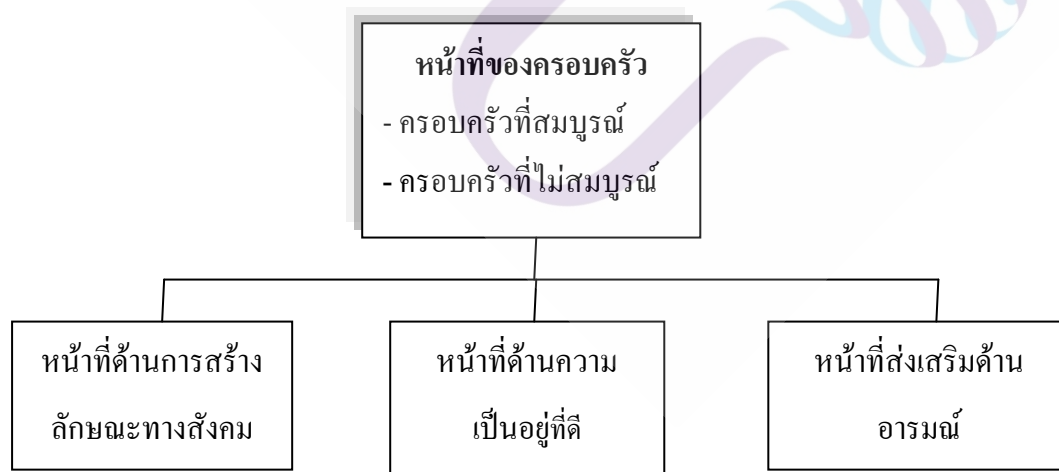 หน้าที่ของครอบครัว
- ครอบครัวที่สมบูรณ์
- ครอบครัวที่ไม่สมบูรณ์
หน้าที่ด้านการสร้าง
ลักษณะทางสังคม
หน้าที่ด้านความ
เป็นอยู่ที่ดี
หน้าที่ส่งเสริมด้าน
อารมณ์